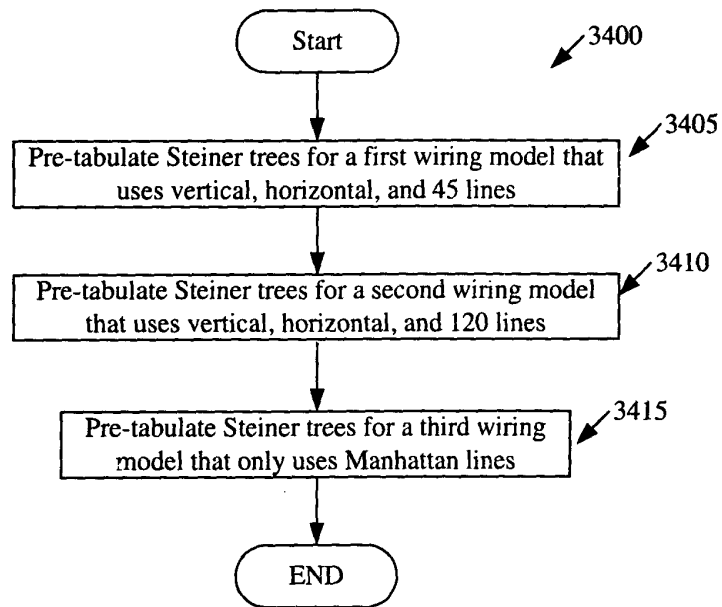 Start
3400
3405
Pre-tabulate Steiner trees for a first wiring model that
uses vertical, horizontal, and 45 lines
3410
Pre-tabulate Steiner trees for a second wiring model
that uses vertical, horizontal, and 120 lines
3415
Pre-tabulate Steiner trees for a third wiring
model that only uses Manhattan lines
END